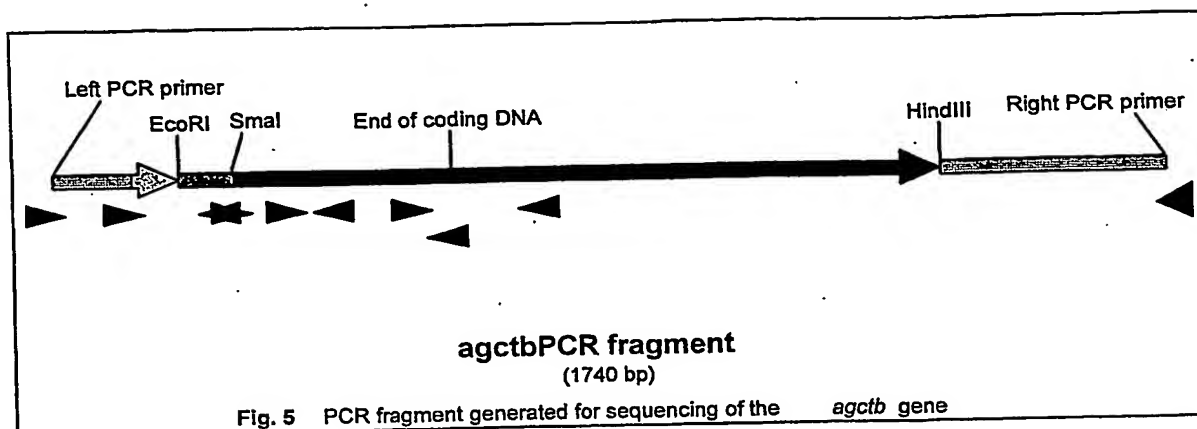 Left PCR primer
EcoRI
SmaI
End of coding DNA
HindIII
Right PCR primer
agctbPCR fragment
(1740 bp)
Fig. 5 PCR fragment generated for sequencing of the agctb gene